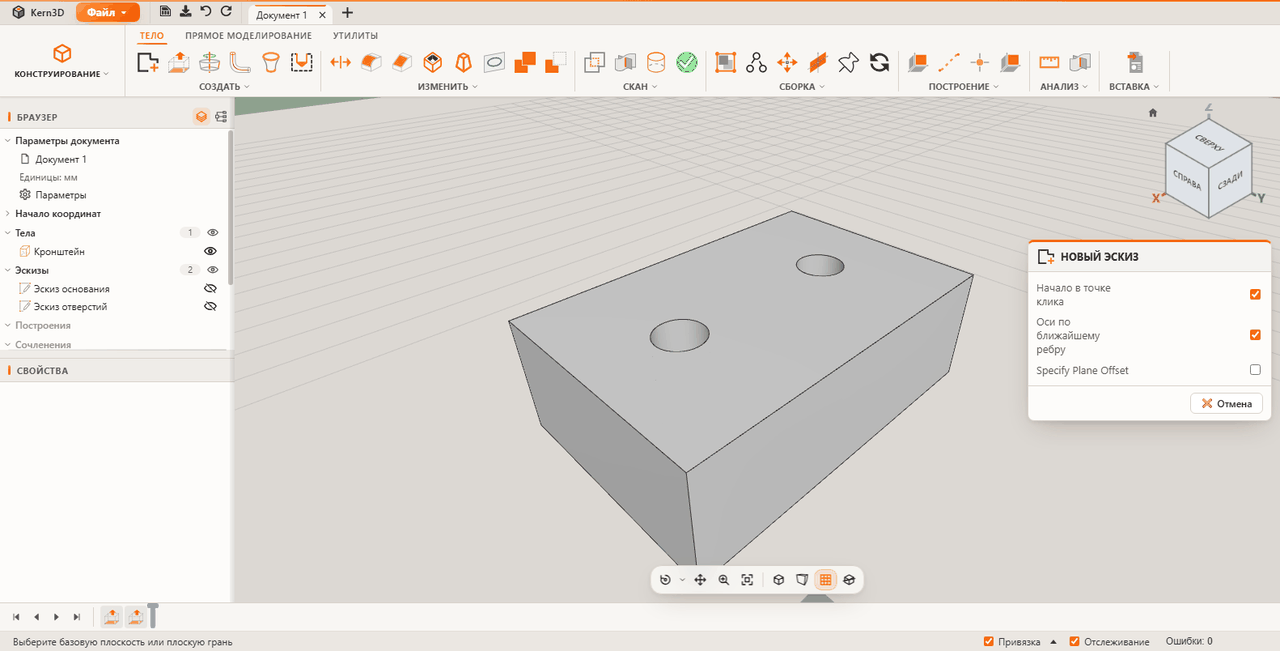 Kern3D
Файл
Документ 1
КОНСТРУИРОВАНИЕ
ТЕЛО
ПРЯМОЕ МОДЕЛИРОВАНИЕ
УТИЛИТЫ
СОЗДАТЬ
ИЗМЕНИТЬ
СКАН
СБОРКА
ПОСТРОЕНИЕ
АНАЛИЗ
ВСТАВКА
БРАУЗЕР
Параметры документа
Документ 1
Единицы: мм
Параметры
Начало координат
Тела
1
Кронштейн
Эскизы
2
Эскиз основания
Эскиз отверстий
Построения
Сочленения
СВОЙСТВА
Z
СВЕРХУ
СПРАВА
СЗАДИ
X
Y
НОВЫЙ ЭСКИЗ
Начало в точке
клика
Оси по
ближайшему
ребру
Specify Plane Offset
Отмена
Выберите базовую плоскость или плоскую грань
Привязка
Отслеживание
Ошибки: 0